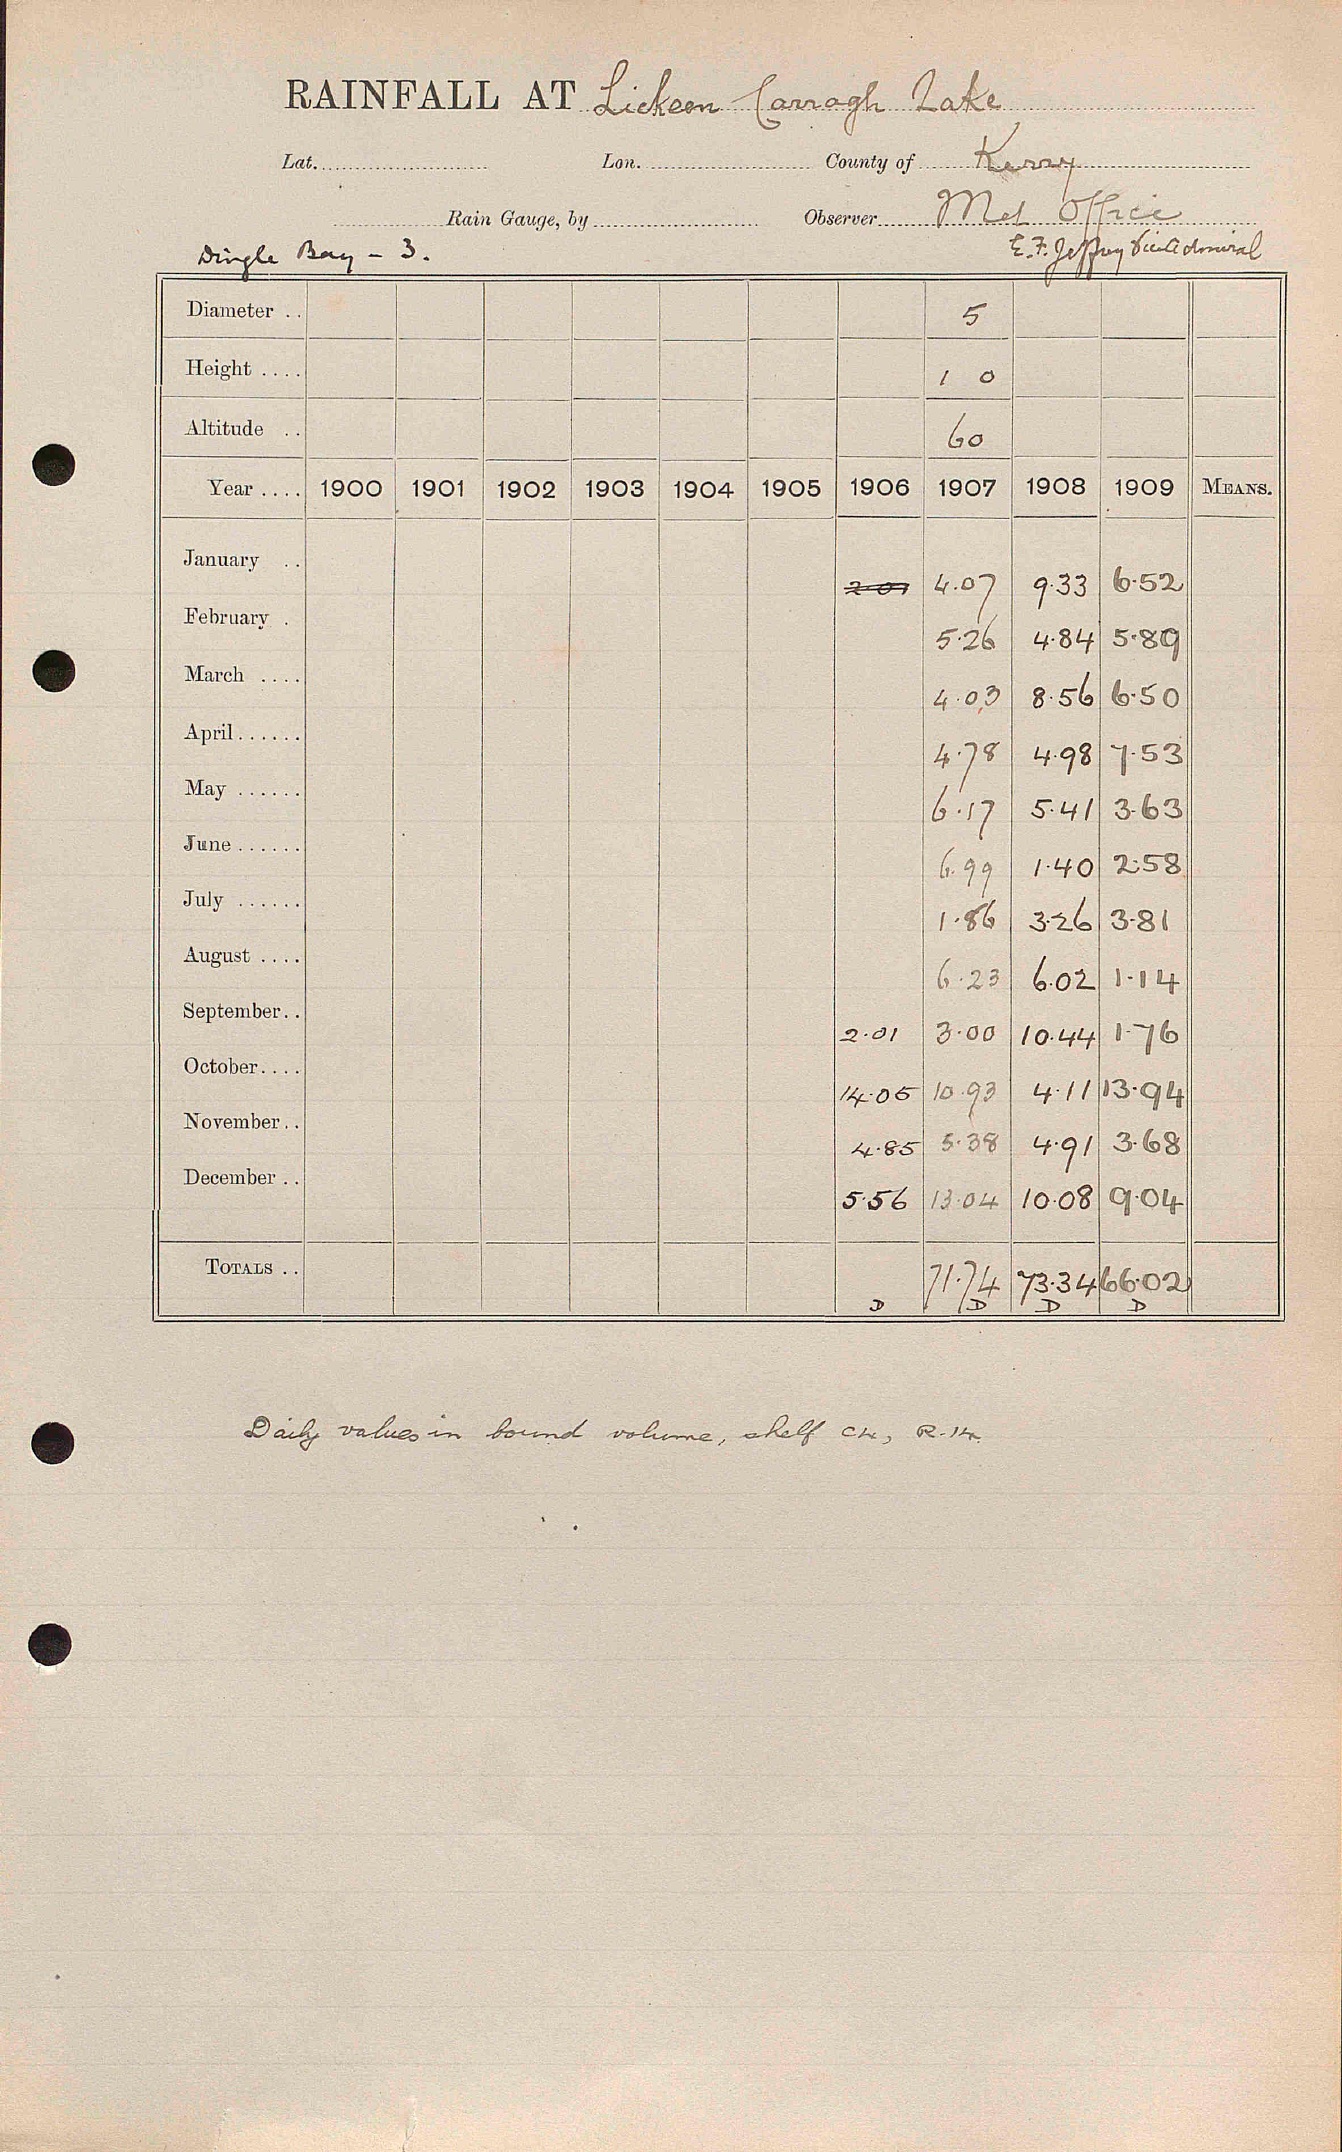 RAINFALL AT Lickeen Carragh Lake
Lat. Lon. County of Kerry
Rain Gauge, by Observer Met Office
Dingle Bay - 3. E. F. Jeffrey Vice Admiral
Diameter .. 5
Height .... 1 0
Altitude .. 60
Year .... 1900 1901 1902 1903 1904 1905 1906 1907 1908 1909 MEANS.
January .. 4.07 9.33 6.52
February . 5.26 4.84 5.89
March .... 4.03 8.56 6.50
April...... 4.78 4.98 7.53
May ...... 6.17 5.41 3.63
June ...... 6.99 1.40 2.58
July ...... 1.86 3.26 3.81
August .... 6.23 6.02 1.14
September.. 2.01 3.00 10.44 1.76
October.... 14.05 10.93 4.11 13.94
November.. 4.85 5.38 4.91 3.68
December .. 5.56 13.04 10.08 9.04
TOTALS .. 71.74 73.34 66.02
D D D D
Daily values in bound volume, shelf C4, R.14.